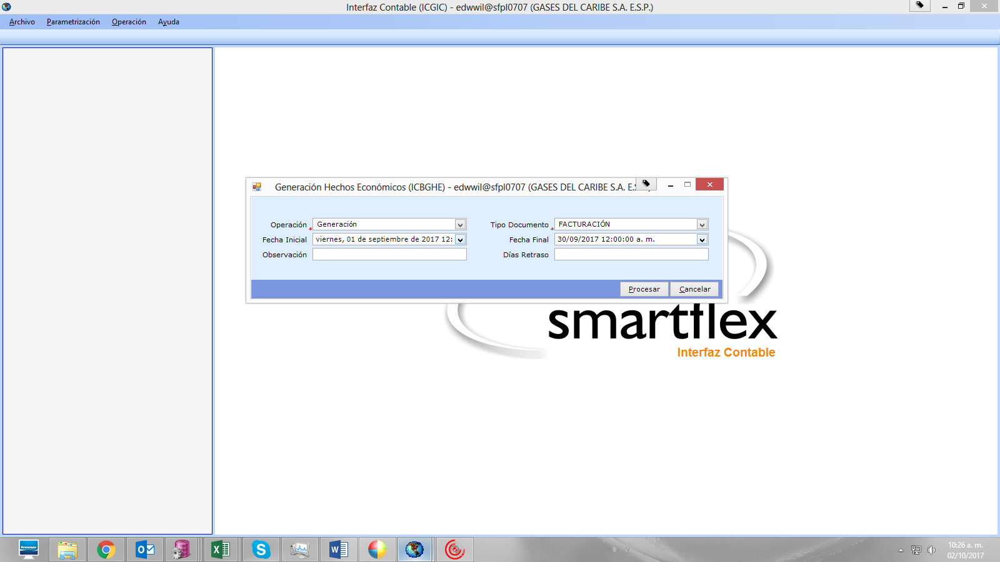 Interfaz Contable (ICGIC) - edwwil@sfpl0707 (GASES DEL CARIBE S.A. E.S.P.)
Archivo Parametrización Operación Ayuda
Generación Hechos Económicos (ICBGHE) - edwwil@sfpl0707 (GASES DEL CARIBE S.A. E.S
Operación * Generación Tipo Documento * FACTURACIÓN
Fecha Inicial viernes, 01 de septiembre de 2017 12: Fecha Final 30/09/2017 12:00:00 a. m.
Observación Días Retraso
Procesar Cancelar
smartflex
Interfaz Contable
lenovo
10:26 a. m.
02/10/2017